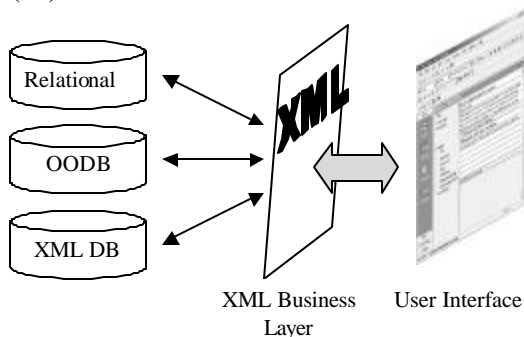 Relational
OODB
XML DB
XML
XML Business
Layer
User Interface